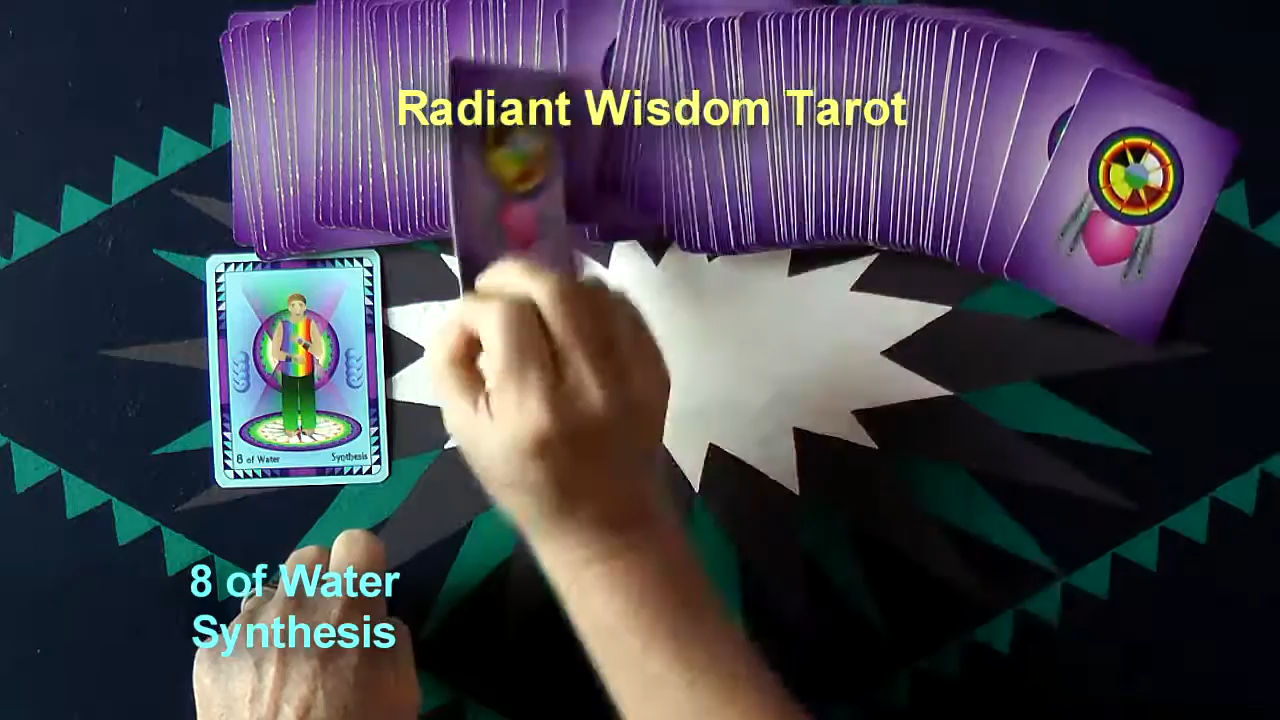 Radiant Wisdom Tarot
8 of Water
Synthesis
8 of Water
Synthesis